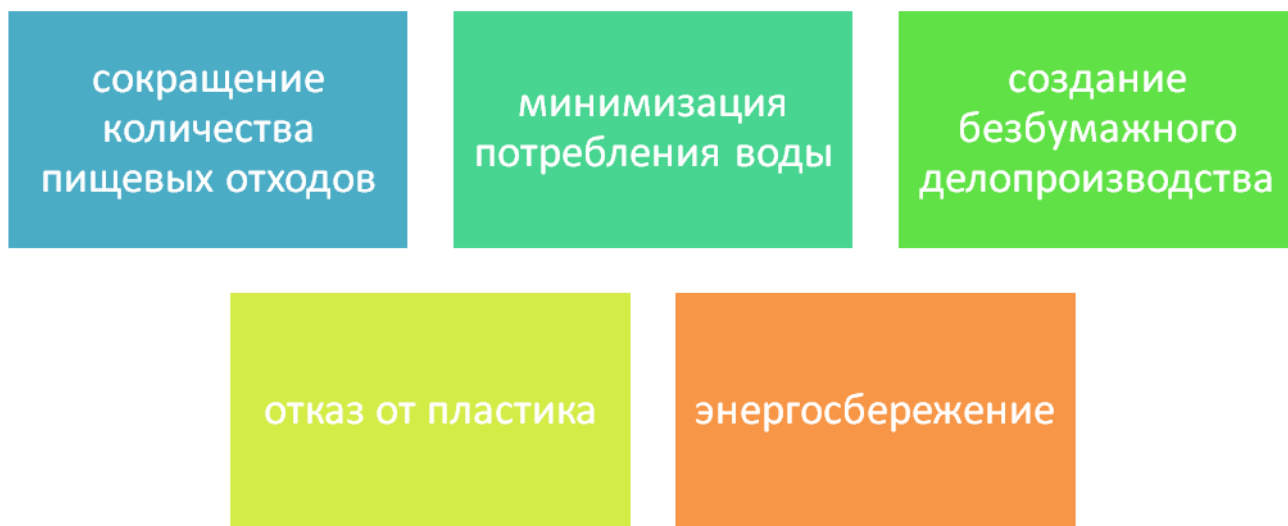 сокращение
количества
пищевых отходов
минимизация
потребления воды
создание
безбумажного
делопроизводства
отказ от пластика
энергосбережение